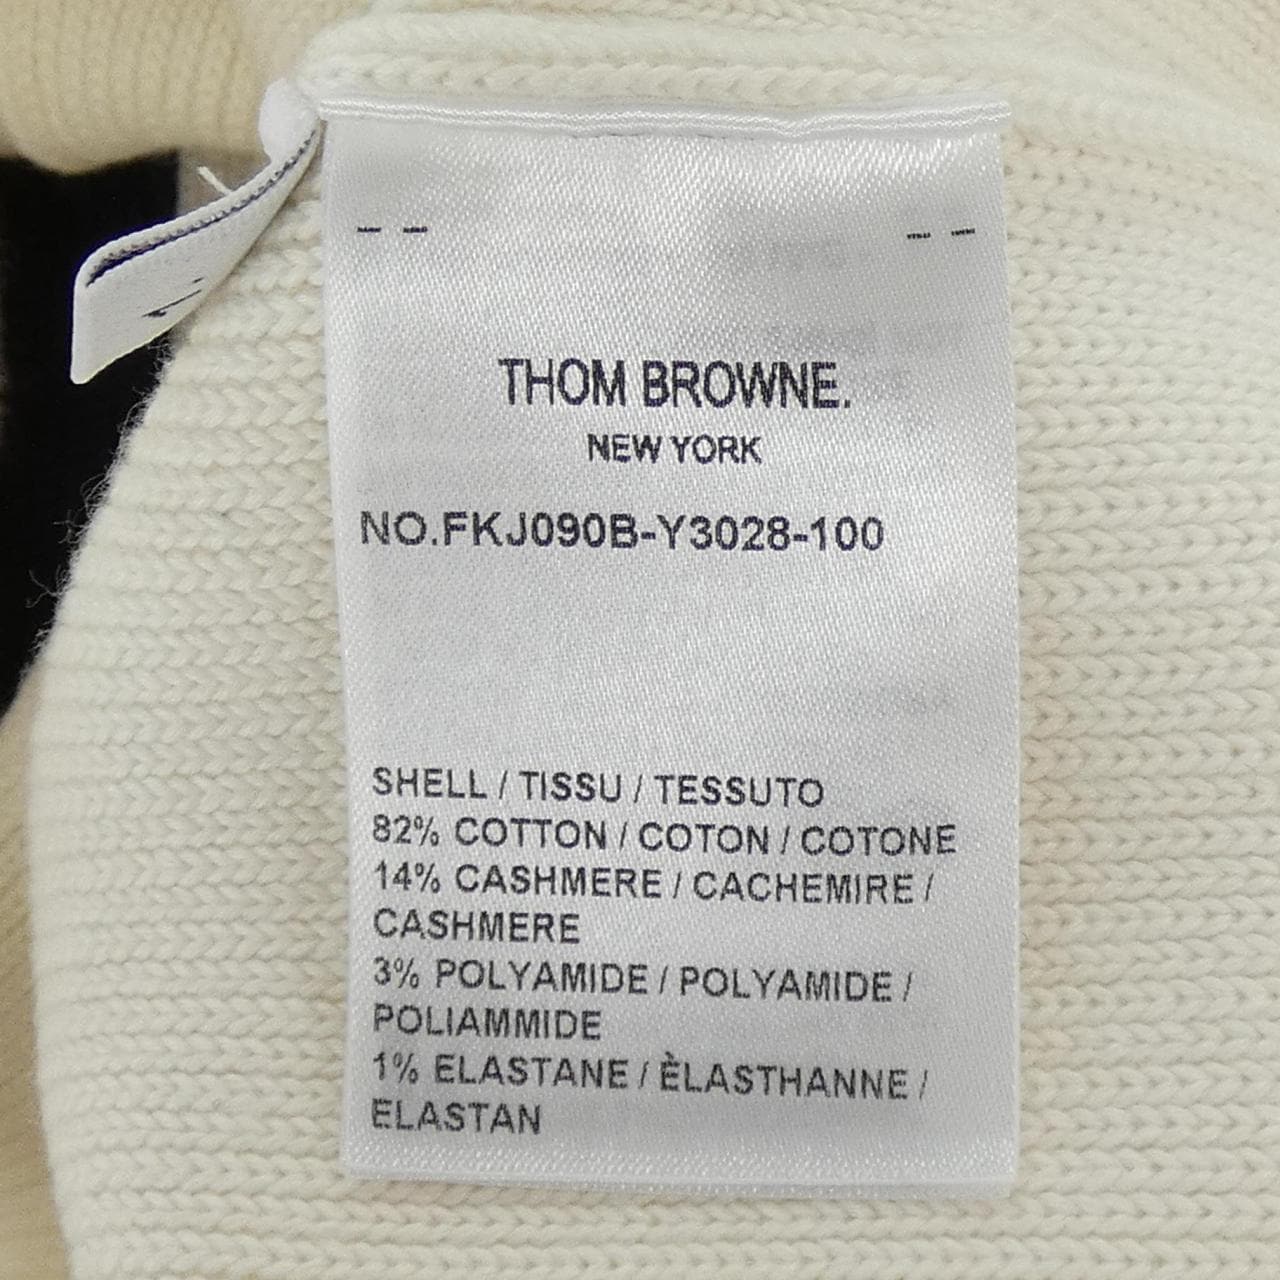 THOM BROWNE.
NEW YORK
NO.FKJ090B-Y3028-100
SHELL / TISSU / TESSUTO
82% COTTON / COTON / COTONE
14% CASHMERE / CACHEMIRE /
CASHMERE
3% POLYAMIDE / POLYAMIDE /
POLIAMMIDE
1% ELASTANE / ÈLASTHANNE /
ELASTAN